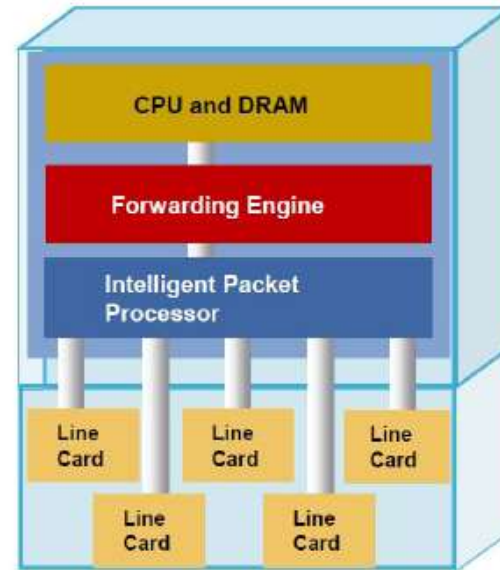 CPU and DRAM
Forwarding Engine
Intelligent Packet
Processor
Line
Card
Line
Card
Line
Card
Line
Card
Line
Card